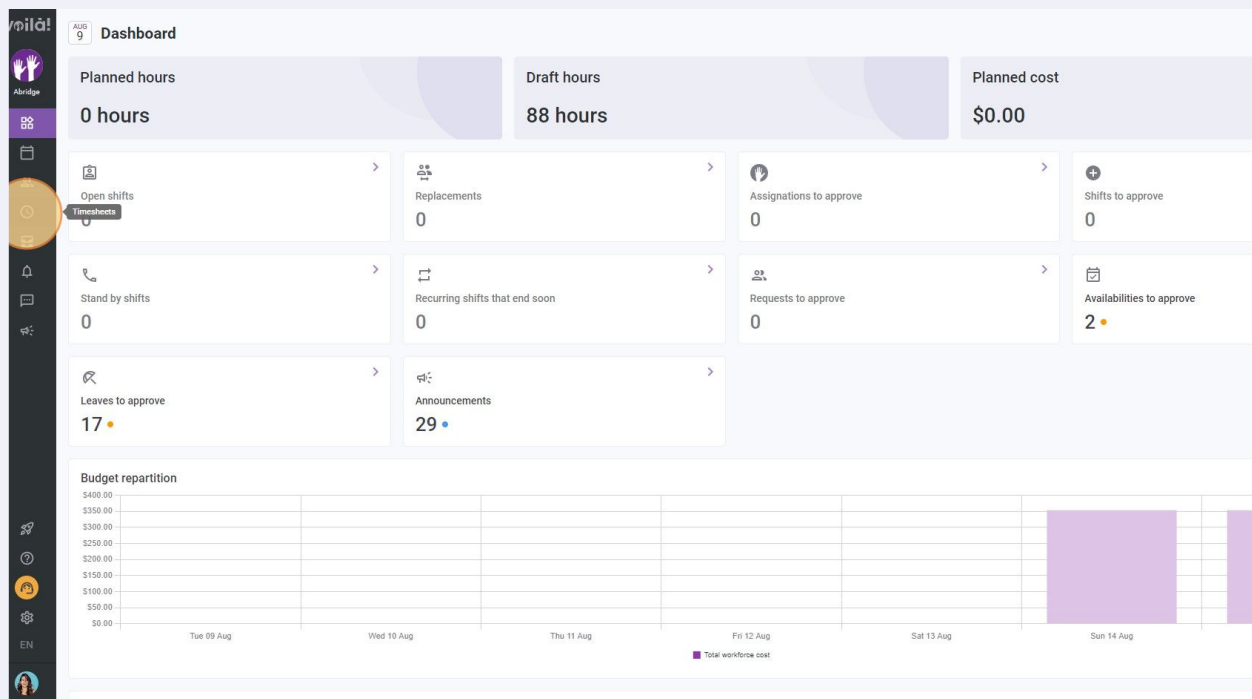 voilà!
AUG
9
Dashboard
Abridge
Planned hours
0 hours
Draft hours
88 hours
Planned cost
$0.00
Open shifts
0
Timesheets
Replacements
0
Assignations to approve
0
Shifts to approve
0
Stand by shifts
0
Recurring shifts that end soon
0
Requests to approve
0
Availabilities to approve
2
Leaves to approve
17
Announcements
29
Budget repartition
$400.00
$350.00
$300.00
$250.00
$200.00
$150.00
$100.00
$50.00
$0.00
Tue 09 Aug
Wed 10 Aug
Thu 11 Aug
Fri 12 Aug
Sat 13 Aug
Sun 14 Aug
Total workforce cost
EN